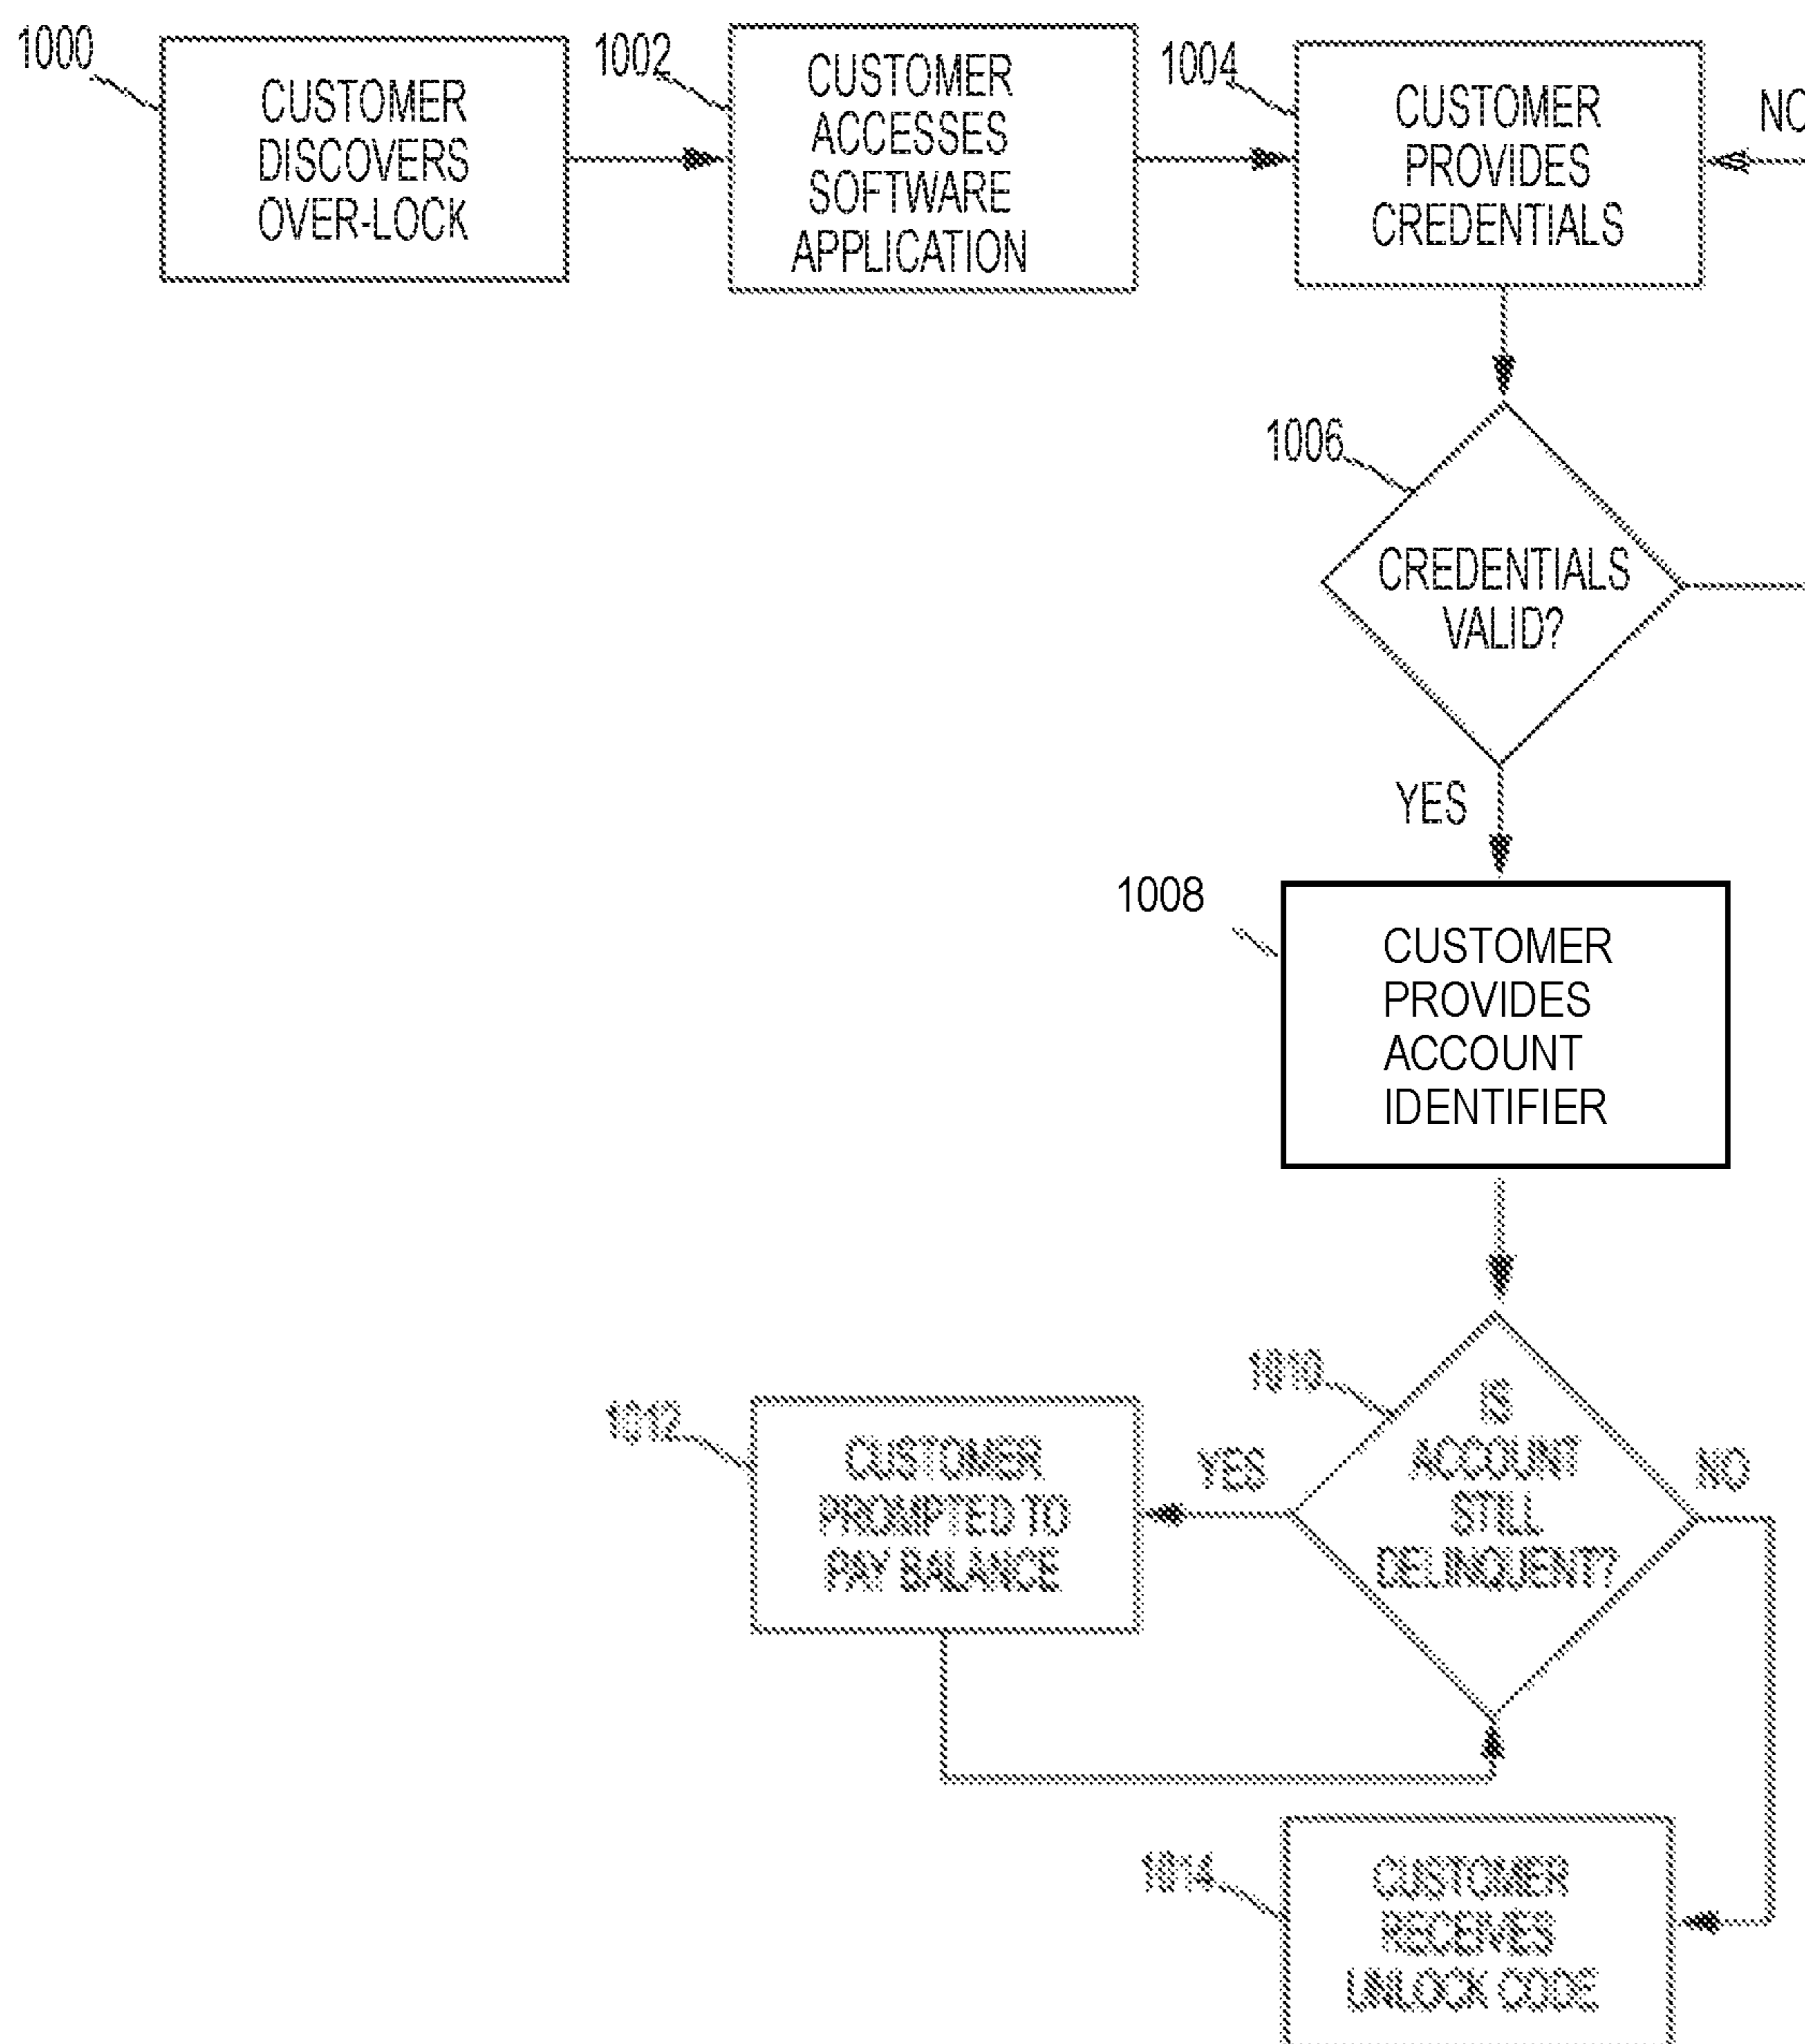 1000
CUSTOMER
DISCOVERS
OVER-LOCK
1002
CUSTOMER
ACCESSES
SOFTWARE
APPLICATION
1004
CUSTOMER
PROVIDES
CREDENTIALS
NO
1006
CREDENTIALS
VALID?
YES
1008
CUSTOMER
PROVIDES
ACCOUNT
IDENTIFIER
1010
IS
ACCOUNT
STILL
DELINQUENT?
YES
NO
1012
CUSTOMER
PROMPTED TO
PAY BALANCE
1014
CUSTOMER
RECEIVES
UNLOCK CODE